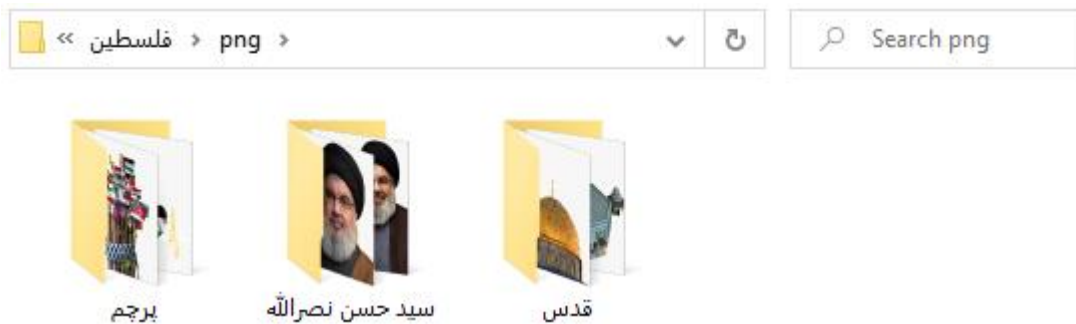 « فلسطین › png ›
Search png
پرچم
سید حسن نصرالله
قدس